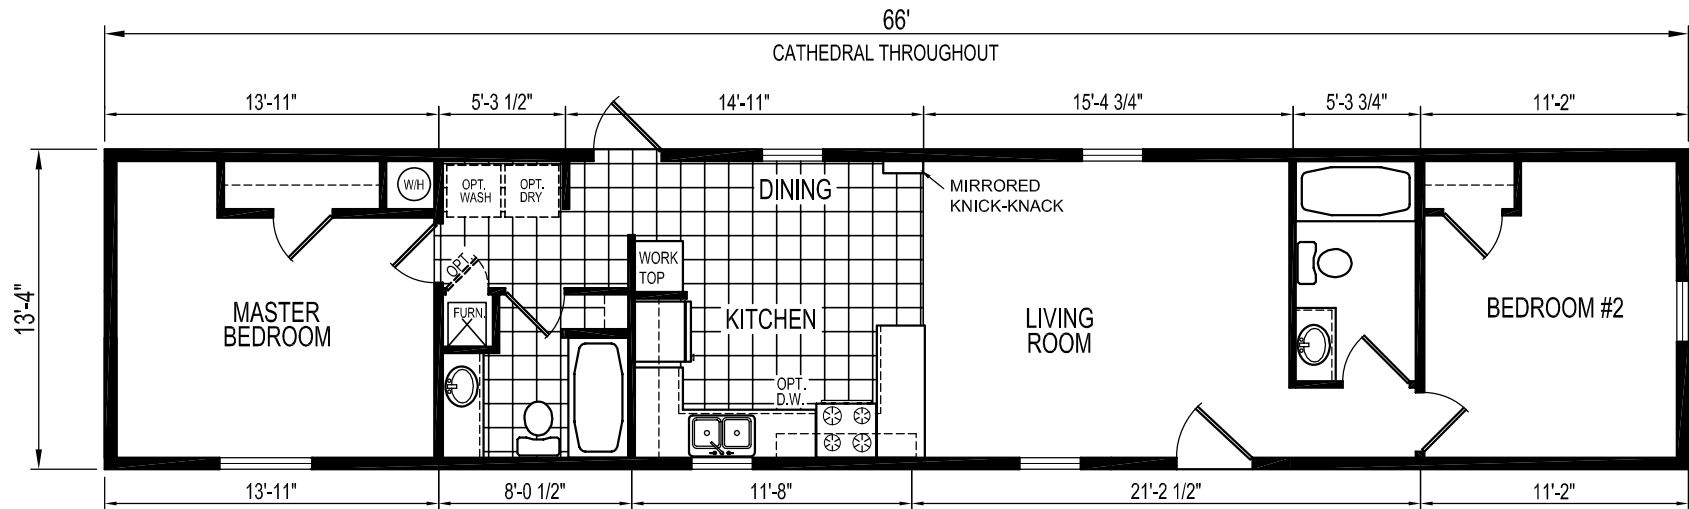 66'
CATHEDRAL THROUGHOUT
13'-11"
5'-3 1/2"
14'-11"
15'-4 3/4"
5'-3 3/4"
11'-2"
13'-4"
W/H
OPT.
WASH
OPT.
DRY
DINING
MIRRORED
KNICK-KNACK
OPT.
WORK
TOP
MASTER
BEDROOM
FURN.
KITCHEN
LIVING
ROOM
BEDROOM #2
OPT.
D.W.
13'-11"
8'-0 1/2"
11'-8"
21'-2 1/2"
11'-2"